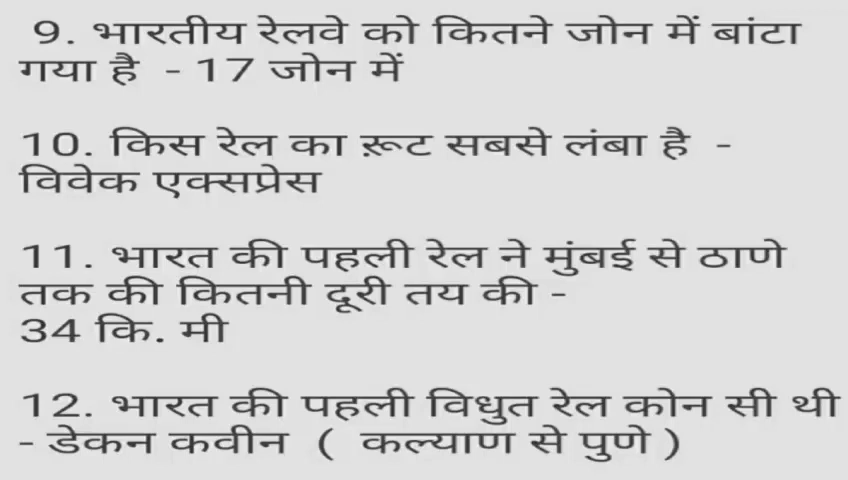 9. भारतीय रेलवे को कितने जोन में बांटा
गया है - 17 जोन में
10. किस रेल का रूट सबसे लंबा है -
विवेक एक्सप्रेस
11. भारत की पहली रेल ने मुंबई से ठाणे
तक की कितनी दूरी तय की -
34 कि. मी
12. भारत की पहली विधुत रेल कोन सी थी
- डेकन कवीन ( कल्याण से पुणे )